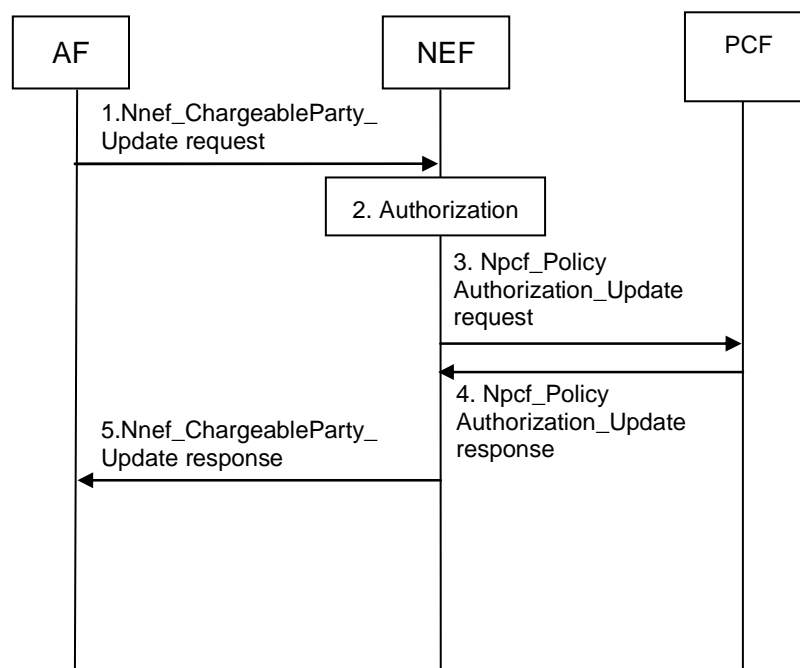 AF
NEF
PCF
1.Nnef_ChargeableParty_
Update request
2. Authorization
3. Npcf_Policy
Authorization_Update
request
4. Npcf_Policy
Authorization_Update
response
5.Nnef_ChargeableParty_
Update response